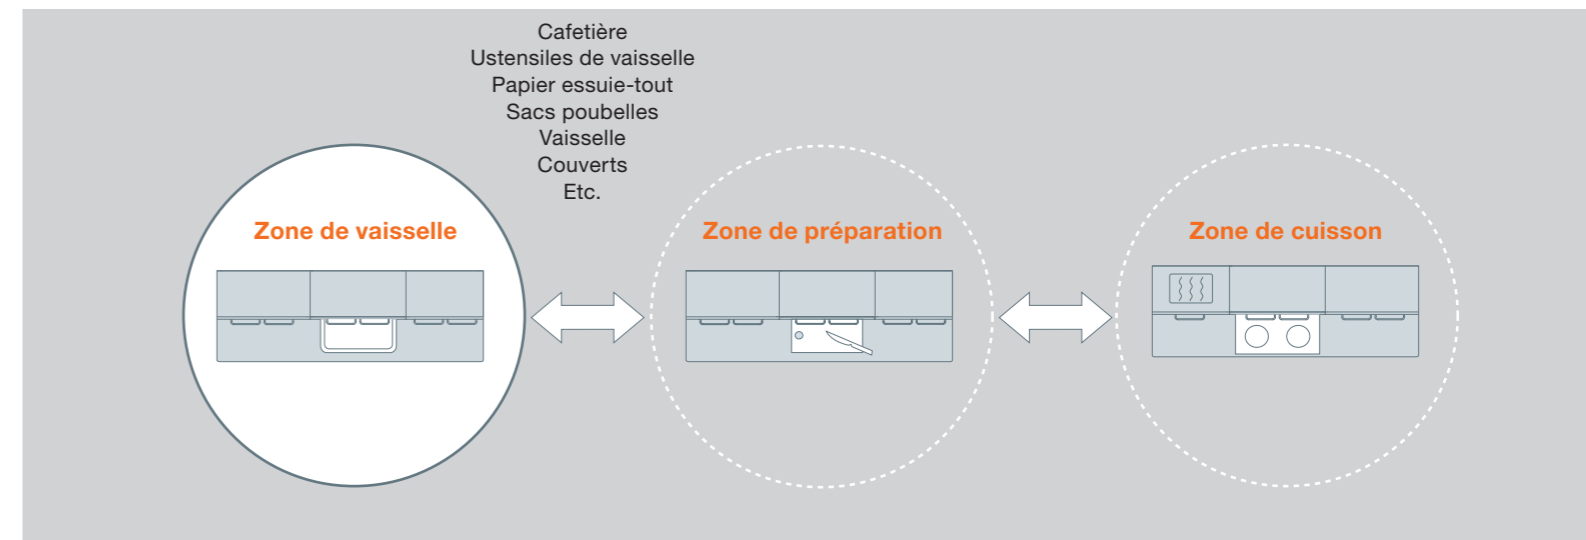 Cafetière
Ustensiles de vaisselle
Papier essuie-tout
Sacs poubelles
Vaisselle
Couverts
Etc.
Zone de vaisselle
Zone de préparation
Zone de cuisson